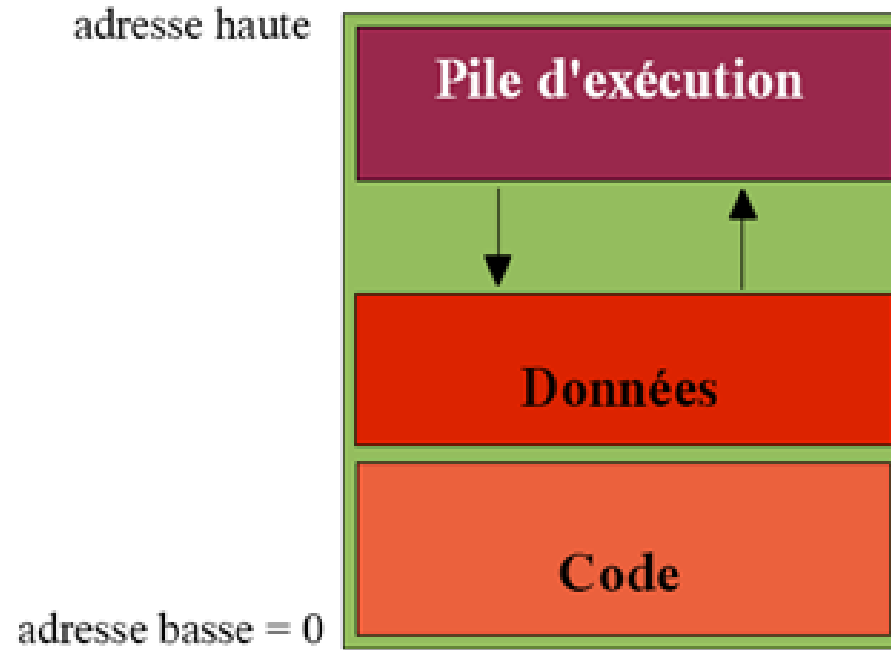 adresse haute
Pile d'exécution
Données
Code
adresse basse = 0